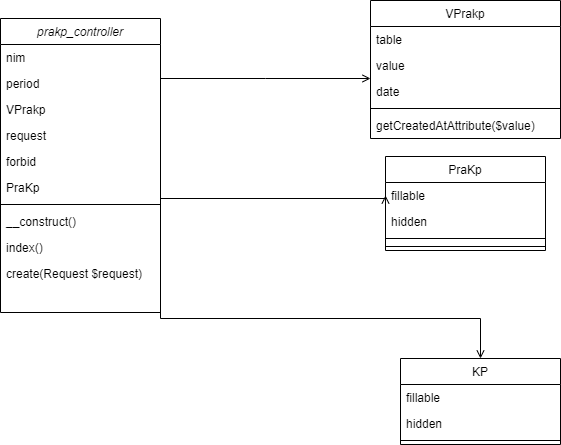 prakp_controller
nim
period
VPrakp
request
forbid
PraKp
__construct()
index()
create(Request $request)
VPrakp
table
value
date
getCreatedAtAttribute($value)
PraKp
fillable
hidden
KP
fillable
hidden